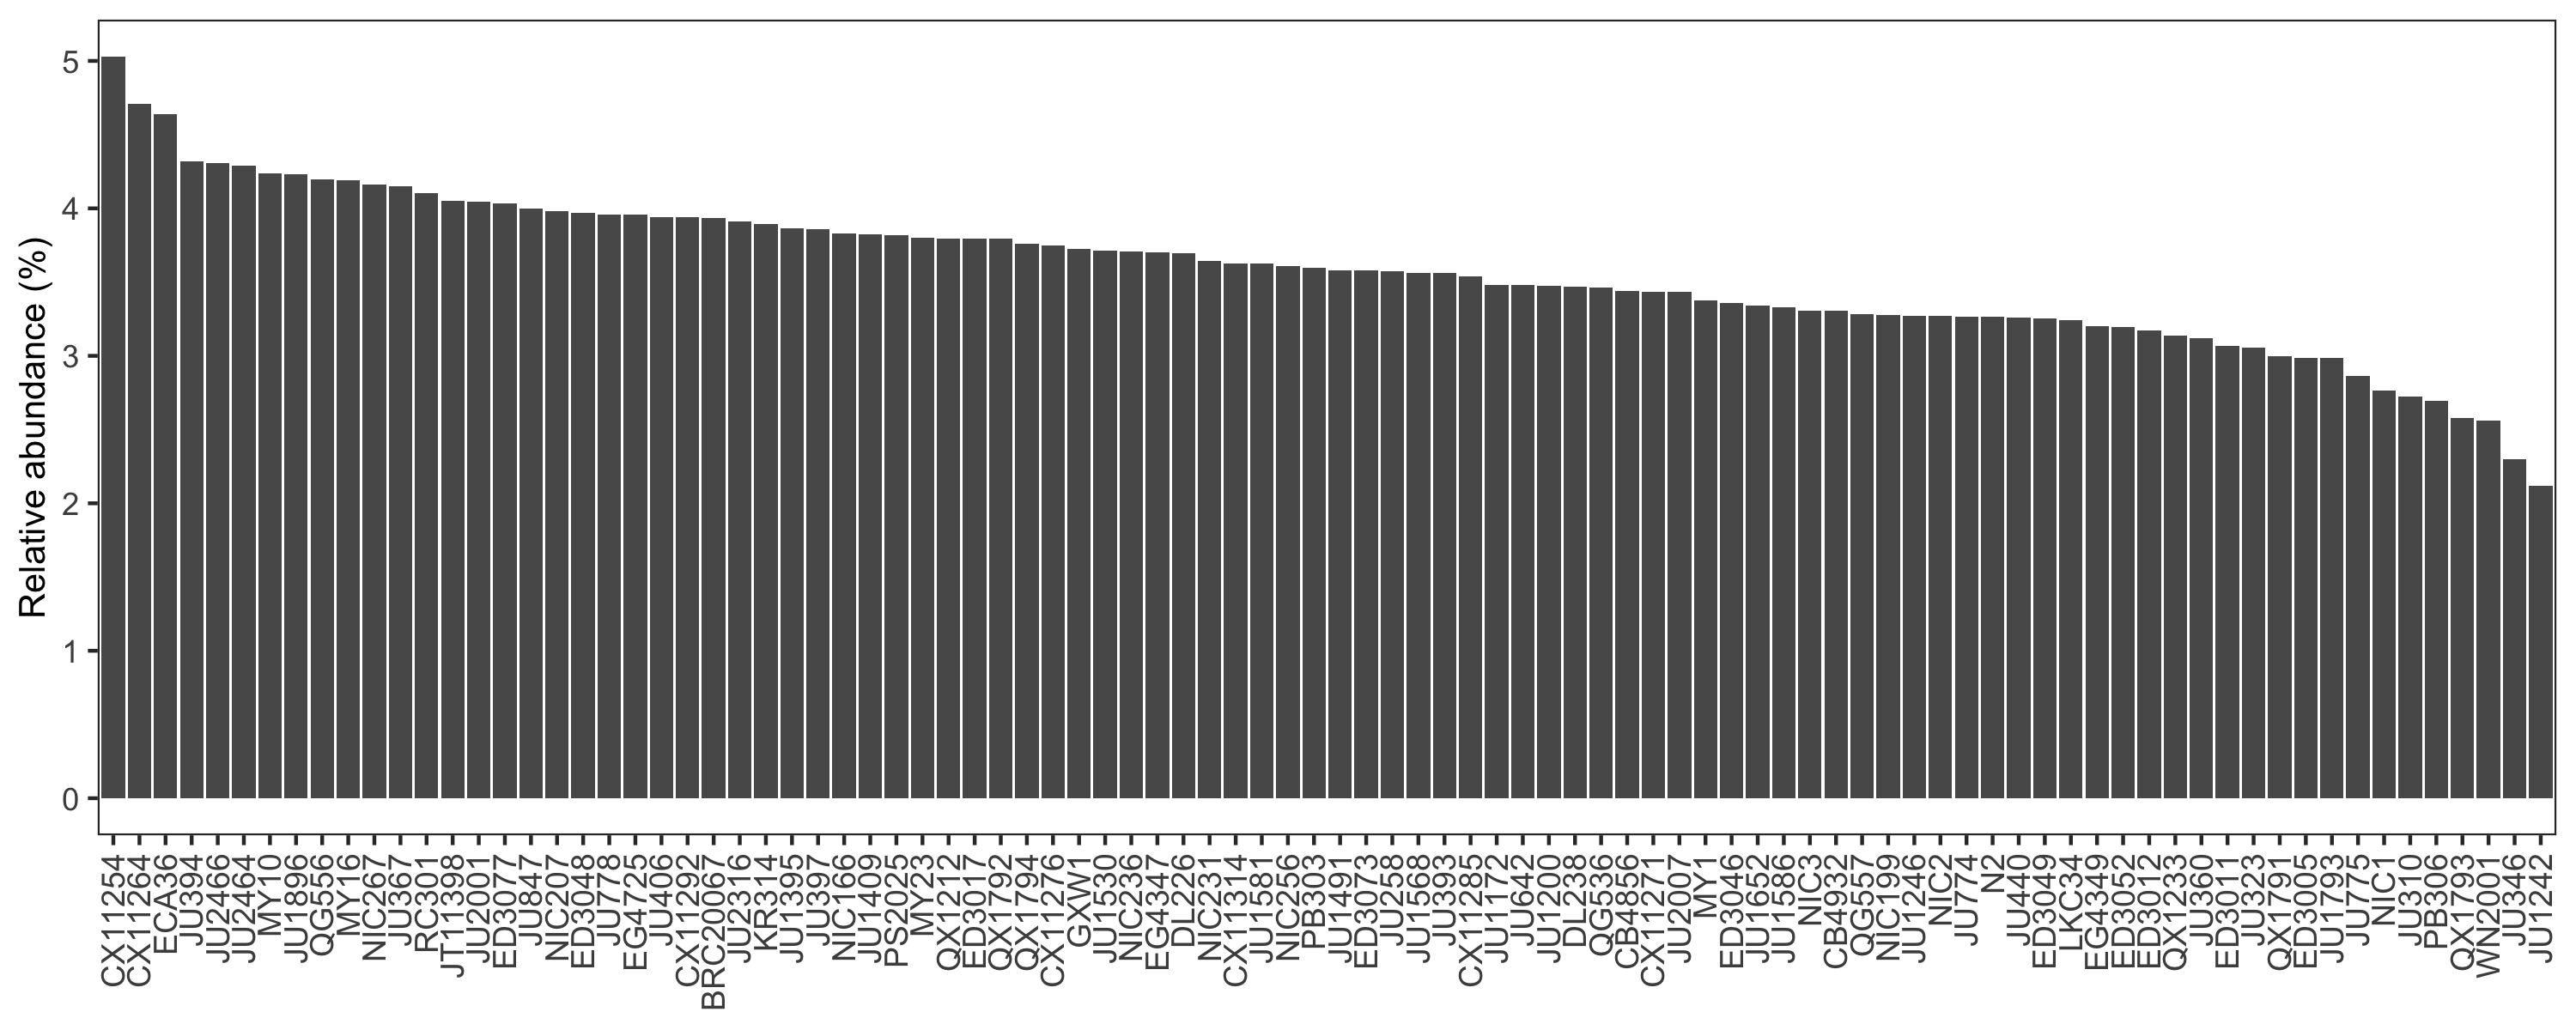 Relative abundance (%)
5
4
3
2
1
0
CX11254
CX11264
ECA36
JU394
JU2466
JU2464
MY10
JU1896
QG556
MY16
NIC267
JU367
RC301
JT11398
JU2001
ED3077
JU847
NIC207
ED3048
JU778
EG4725
JU406
CX11292
BRC20067
JU2316
KR314
JU1395
JU397
NIC166
JU1409
PS2025
MY23
QX1212
ED3017
QX1792
QX1794
CX11276
GXW1
JU1530
NIC236
EG4347
DL226
NIC231
CX11314
JU1581
NIC256
PB303
JU1491
ED3073
JU258
JU1568
JU393
CX11285
JU1172
JU642
JU1200
DL238
QG536
CB4856
CX11271
JU2007
MY1
ED3046
JU1652
JU1586
NIC3
CB4932
QG557
NIC199
JU1246
NIC2
JU774
N2
JU440
ED3049
LKC34
EG4349
ED3052
ED3012
QX1233
JU360
ED3011
JU323
QX1791
ED3005
JU1793
JU775
NIC1
JU310
PB306
QX1793
WN2001
JU346
JU1242